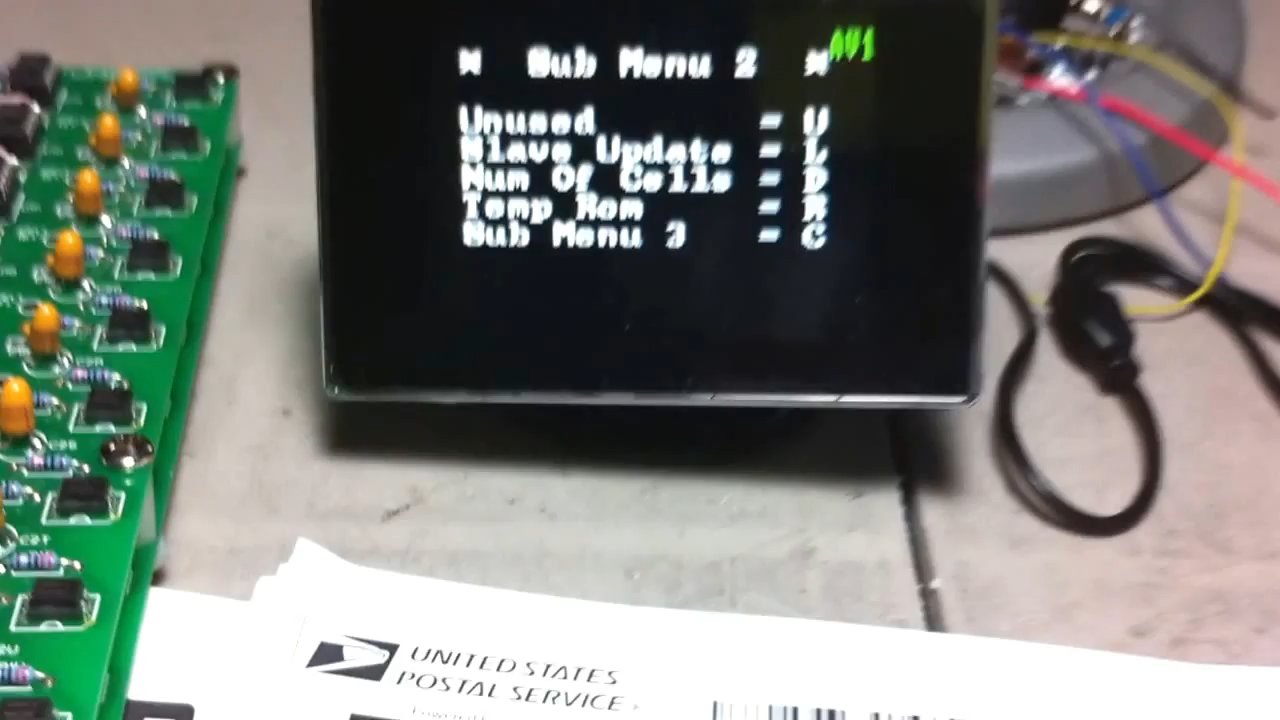 * Sub Menu 2 *
AV1
Unused = U
Slave Update = L
Num Of Cells = D
Temp Rom = R
Sub Menu 3 = C
UNITED STATES
POSTAL SERVICE